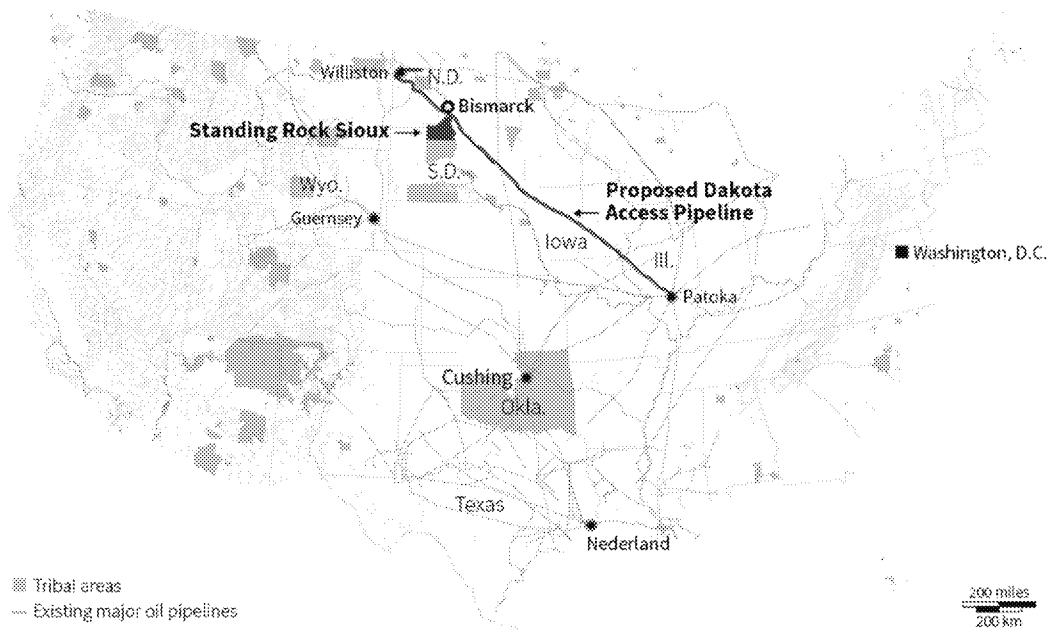 Williston
N.D.
Bismarck
Standing Rock Sioux
S.D.
Wyo.
Proposed Dakota
Access Pipeline
Guernsey
Iowa
Ill.
Washington, D.C.
Patoka
Cushing
Okla.
Texas
Nederland
Tribal areas
Existing major oil pipelines
200 miles
200 km